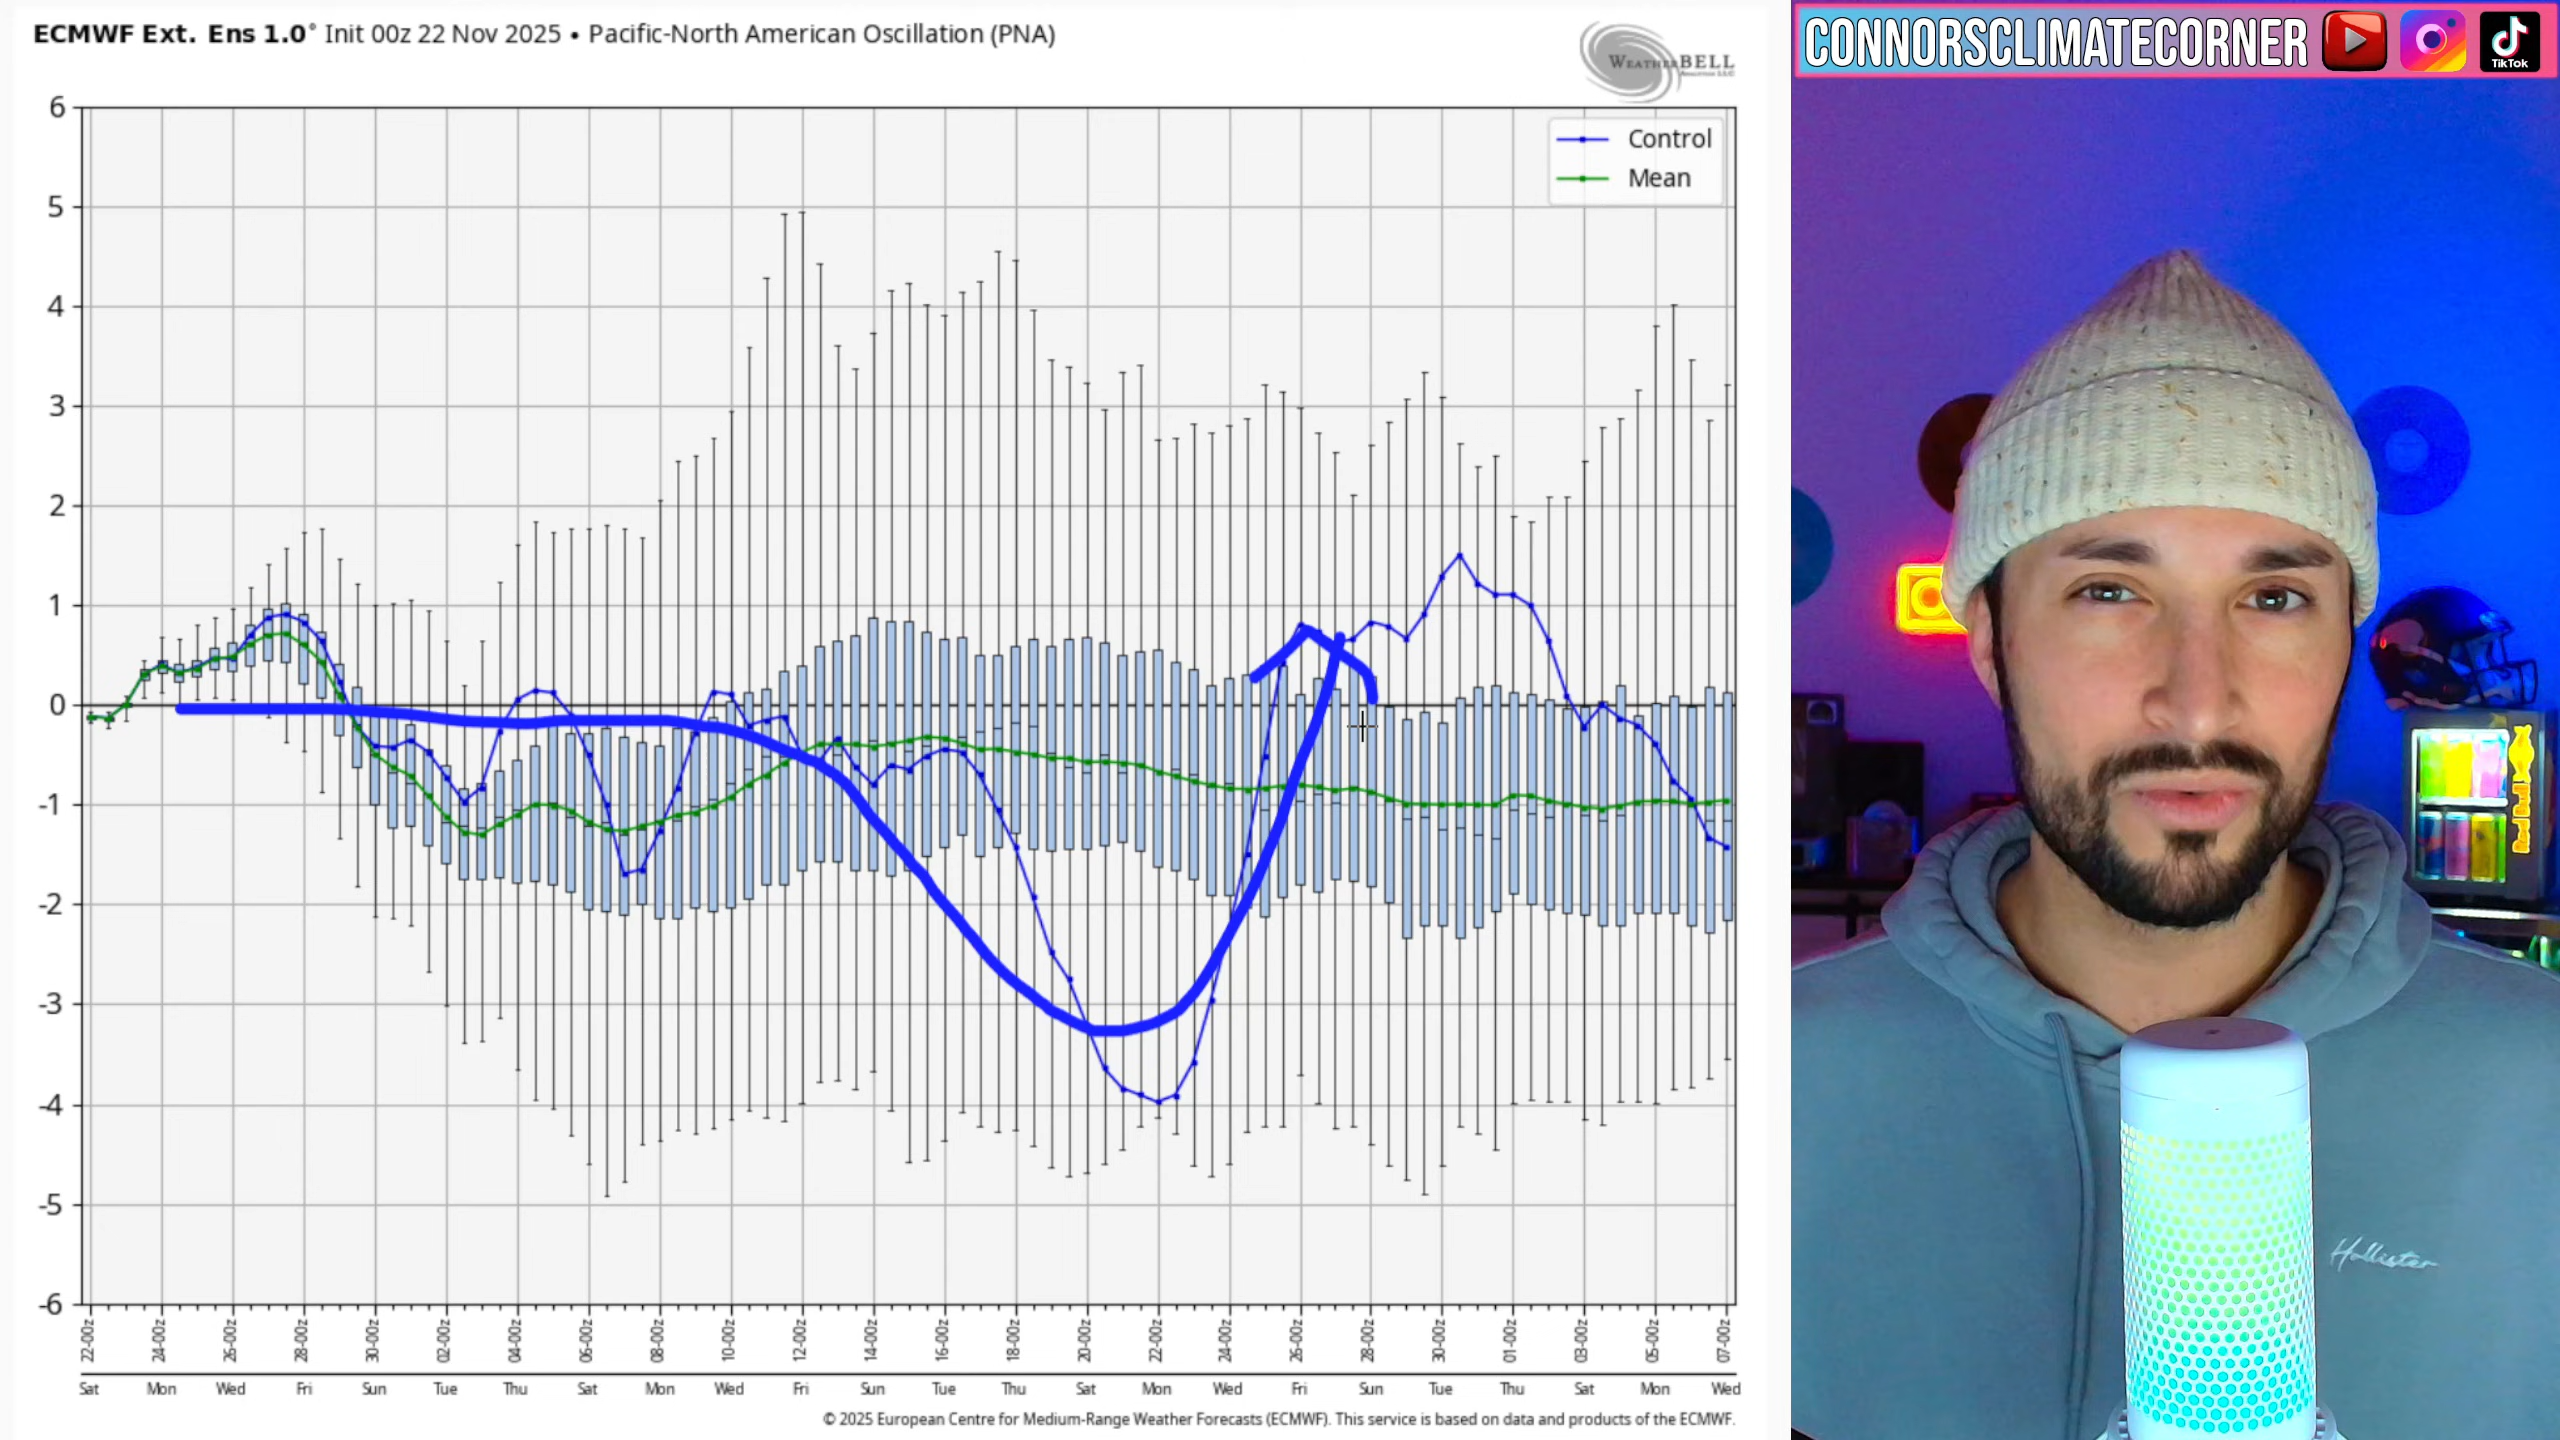 ECMWF Ext. Ens 1.0° Init 00z 22 Nov 2025 • Pacific-North American Oscillation (PNA)
WEATHERBELL
CONNORSCLIMATECORNER
TikTok
Control
Mean
6
5
4
3
2
1
0
-1
-2
-3
-4
-5
-6
22-00z 24-00z 26-00z 28-00z 30-00z 02-00z 04-00z 06-00z 08-00z 10-00z 12-00z 14-00z 16-00z 18-00z 20-00z 22-00z 24-00z 26-00z 28-00z 30-00z 01-00z 03-00z 05-00z 07-00z
Sat Mon Wed Fri Sun Tue Thu Sat Mon Wed Fri Sun Tue Thu Sat Mon Wed Fri Sun Tue Thu Sat Mon Wed
© 2025 European Centre for Medium-Range Weather Forecasts (ECMWF). This service is based on data and products of the ECMWF.
Red Bull
Hollister